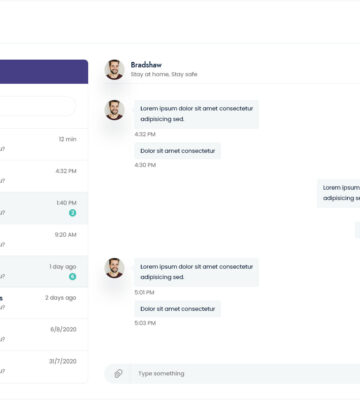 Bradshaw
Stay at home, Stay safe
12 min
u?
4:32 PM
u?
1:40 PM
u?
9:20 AM
u?
1 day ago
u?
s
2 days ago
u?
6/8/2020
u?
31/7/2020
u?
Lorem ipsum dolor sit amet consectetur
adipisicing sed.
4:32 PM
Dolor sit amet consectetur
4:30 PM
Lorem ipsum
adipisicing se
Lorem ipsum dolor sit amet consectetur
adipisicing sed.
5:01 PM
Dolor sit amet consectetur
5:03 PM
Type something